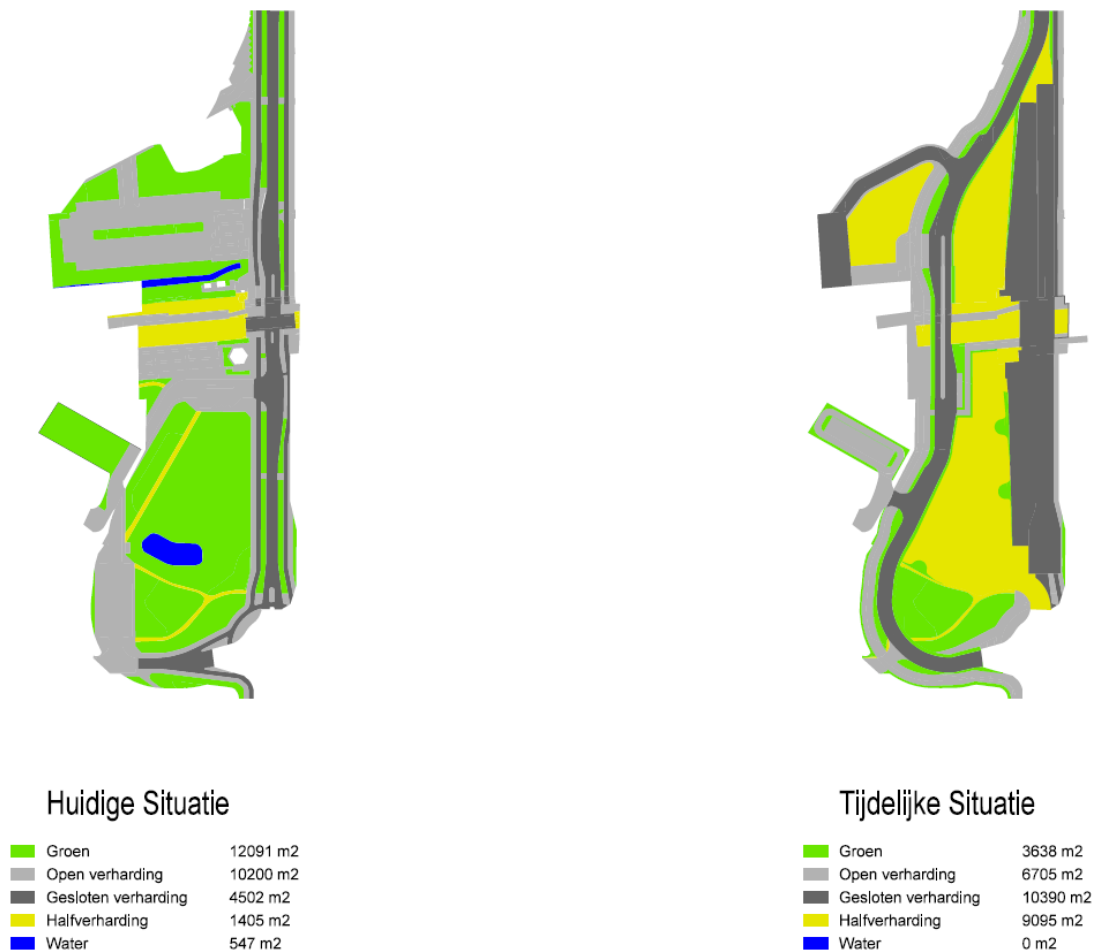 Huidige Situatie
Groen 12091 m2
Open verharding 10200 m2
Gesloten verharding 4502 m2
Halfverharding 1405 m2
Water 547 m2
Tijdelijke Situatie
Groen 3638 m2
Open verharding 6705 m2
Gesloten verharding 10390 m2
Halfverharding 9095 m2
Water 0 m2